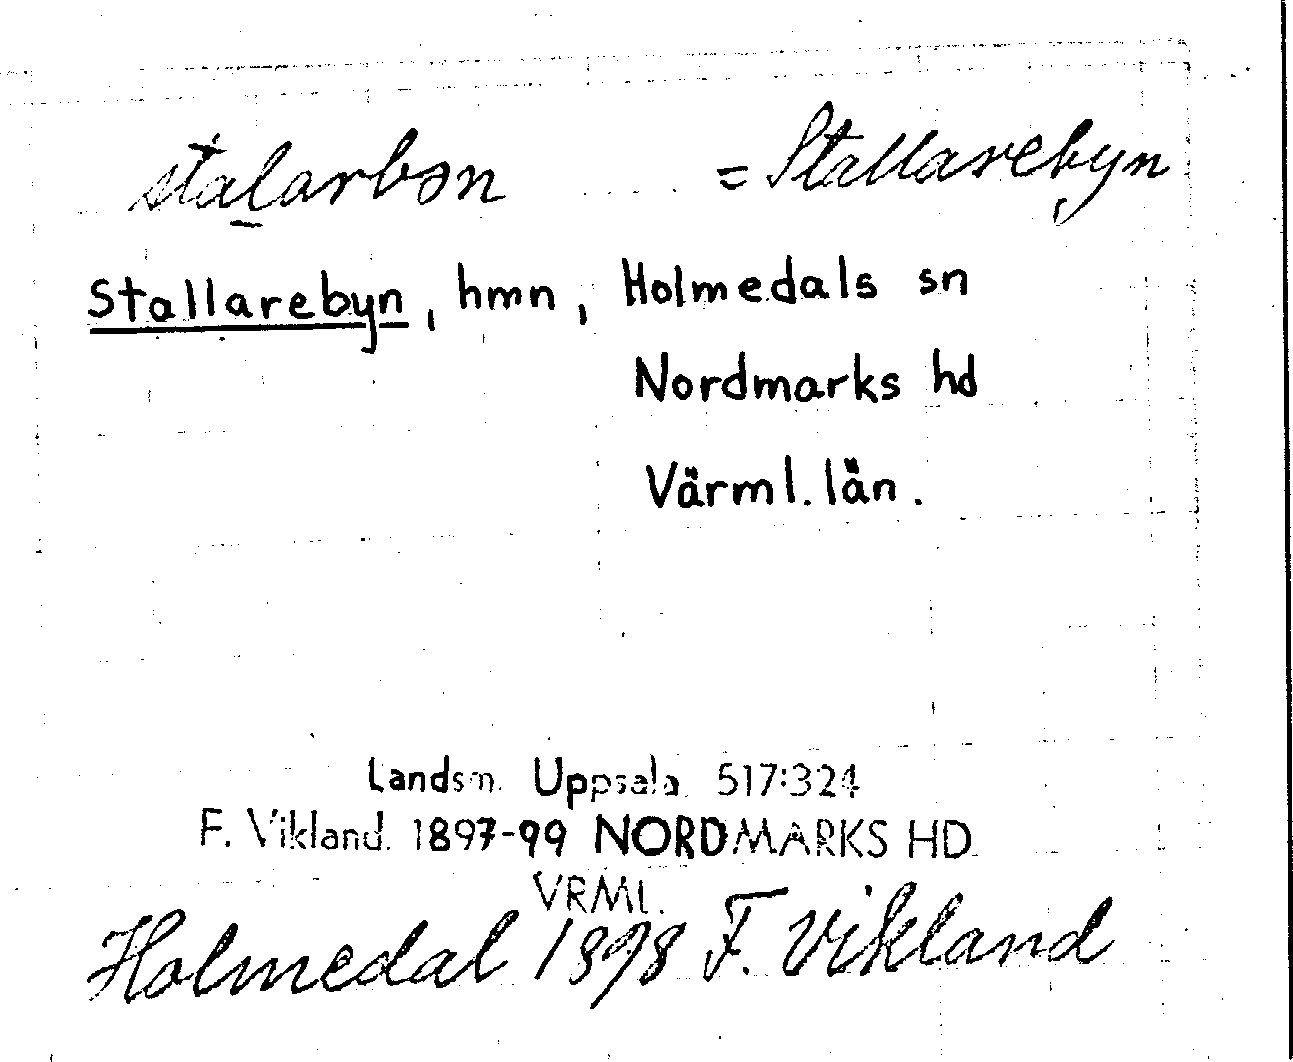 stalarbøn = Stallarebyn
Stallarebyn, hmn, Holmedals sn
Nordmarks hd
Värml. län.
Landsm. Uppsala 517:324
F. Vikland. 1897-99 NORDMARKS HD
VRML.
Holmedal 1898 F. Vikland